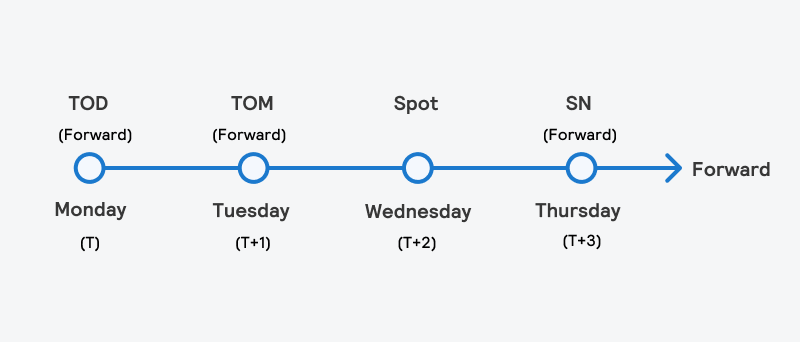 TOD TOM Spot SN
(Forward) (Forward) (Forward)
Forward
Monday Tuesday Wednesday Thursday
(T) (T+1) (T+2) (T+3)